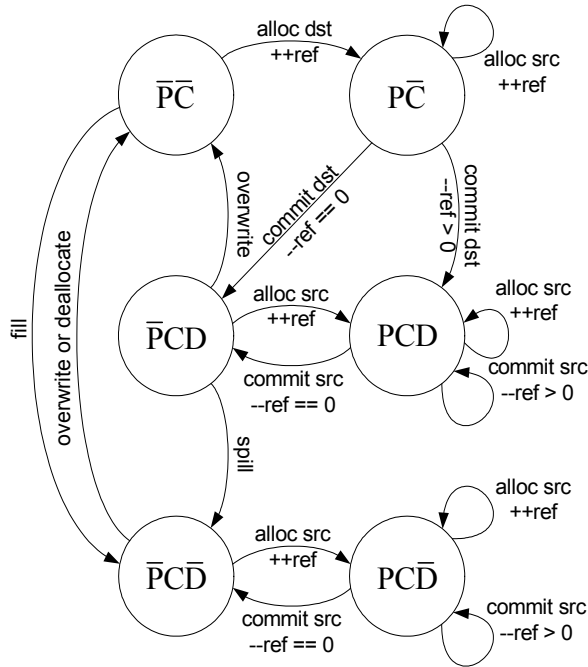 alloc dst
++ref
P̅C̅
PC̅
alloc src
++ref
overwrite
commit dst
--ref == 0
commit dst
--ref > 0
fill
overwrite or deallocate
P̅CD
alloc src
++ref
commit src
--ref == 0
PCD
alloc src
++ref
commit src
--ref > 0
spill
P̅CD̅
alloc src
++ref
commit src
--ref == 0
PCD̅
alloc src
++ref
commit src
--ref > 0